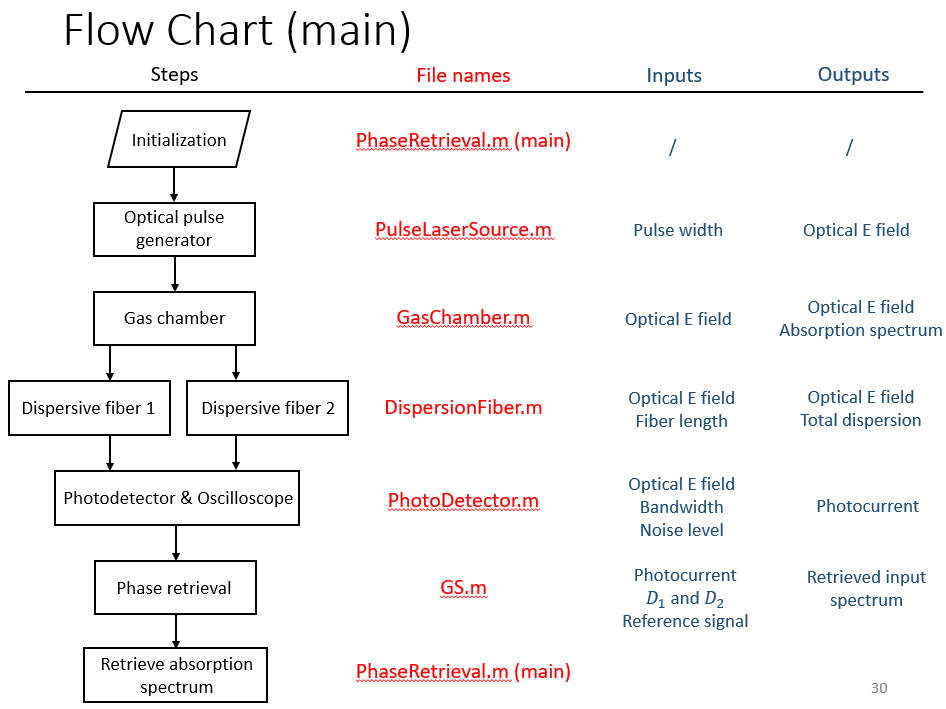 Flow Chart (main)
Steps
File names
Inputs
Outputs
Initialization
PhaseRetrieval.m (main)
/
/
Optical pulse
generator
PulseLaserSource.m
Pulse width
Optical E field
Gas chamber
GasChamber.m
Optical E field
Optical E field
Absorption spectrum
Dispersive fiber 1
Dispersive fiber 2
DispersionFiber.m
Optical E field
Fiber length
Optical E field
Total dispersion
Photodetector & Oscilloscope
PhotoDetector.m
Optical E field
Bandwidth
Noise level
Photocurrent
Phase retrieval
GS.m
Photocurrent
D₁ and D₂
Reference signal
Retrieved input
spectrum
Retrieve absorption
spectrum
PhaseRetrieval.m (main)
30